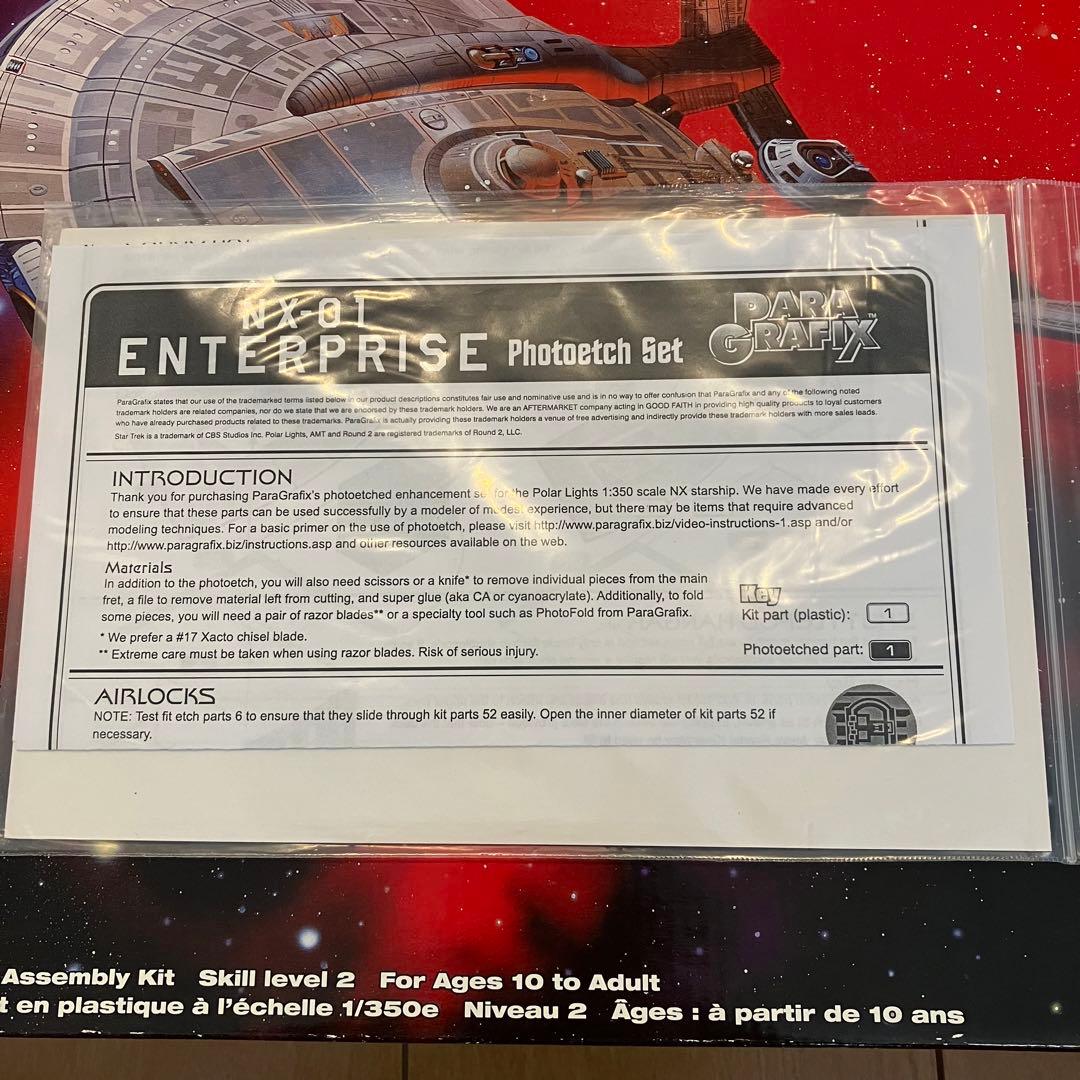 NX-01
ENTERPRISE Photoetch Set
PARA GRAFIX™
ParaGrafix states that our use of the trademarked terms listed below in our product descriptions constitutes fair use and nominative use and is in no way to offer confusion that ParaGrafix and any of the following noted
trademark holders are related companies, nor do we state that we are endorsed by these trademark holders. We are an AFTERMARKET company acting in GOOD FAITH in providing high quality products to loyal customers
who have already purchased products related to these trademarks. ParaGrafix is actually providing these trademark holders a venue of free advertising and indirectly provide these trademark holders with more sales leads.
Star Trek is a trademark of CBS Studios Inc. Polar Lights, AMT and Round 2 are registered trademarks of Round 2, LLC.
INTRODUCTION
Thank you for purchasing ParaGrafix's photoetched enhancement set for the Polar Lights 1:350 scale NX starship. We have made every effort
to ensure that these parts can be used successfully by a modeler of modest experience, but there may be items that require advanced
modeling techniques. For a basic primer on the use of photoetch, please visit http://www.paragrafix.biz/video-instructions-1.asp and/or
http://www.paragrafix.biz/instructions.asp and other resources available on the web.
Materials
In addition to the photoetch, you will also need scissors or a knife* to remove individual pieces from the main
fret, a file to remove material left from cutting, and super glue (aka CA or cyanoacrylate). Additionally, to fold
some pieces, you will need a pair of razor blades** or a specialty tool such as PhotoFold from ParaGrafix.
* We prefer a #17 Xacto chisel blade.
** Extreme care must be taken when using razor blades. Risk of serious injury.
Key
Kit part (plastic): 1
Photoetched part: 1
AIRLOCKS
NOTE: Test fit etch parts 6 to ensure that they slide through kit parts 52 easily. Open the inner diameter of kit parts 52 if
necessary.
Assembly Kit Skill level 2 For Ages 10 to Adult
t en plastique à l'échelle 1/350e Niveau 2 Âges : à partir de 10 ans